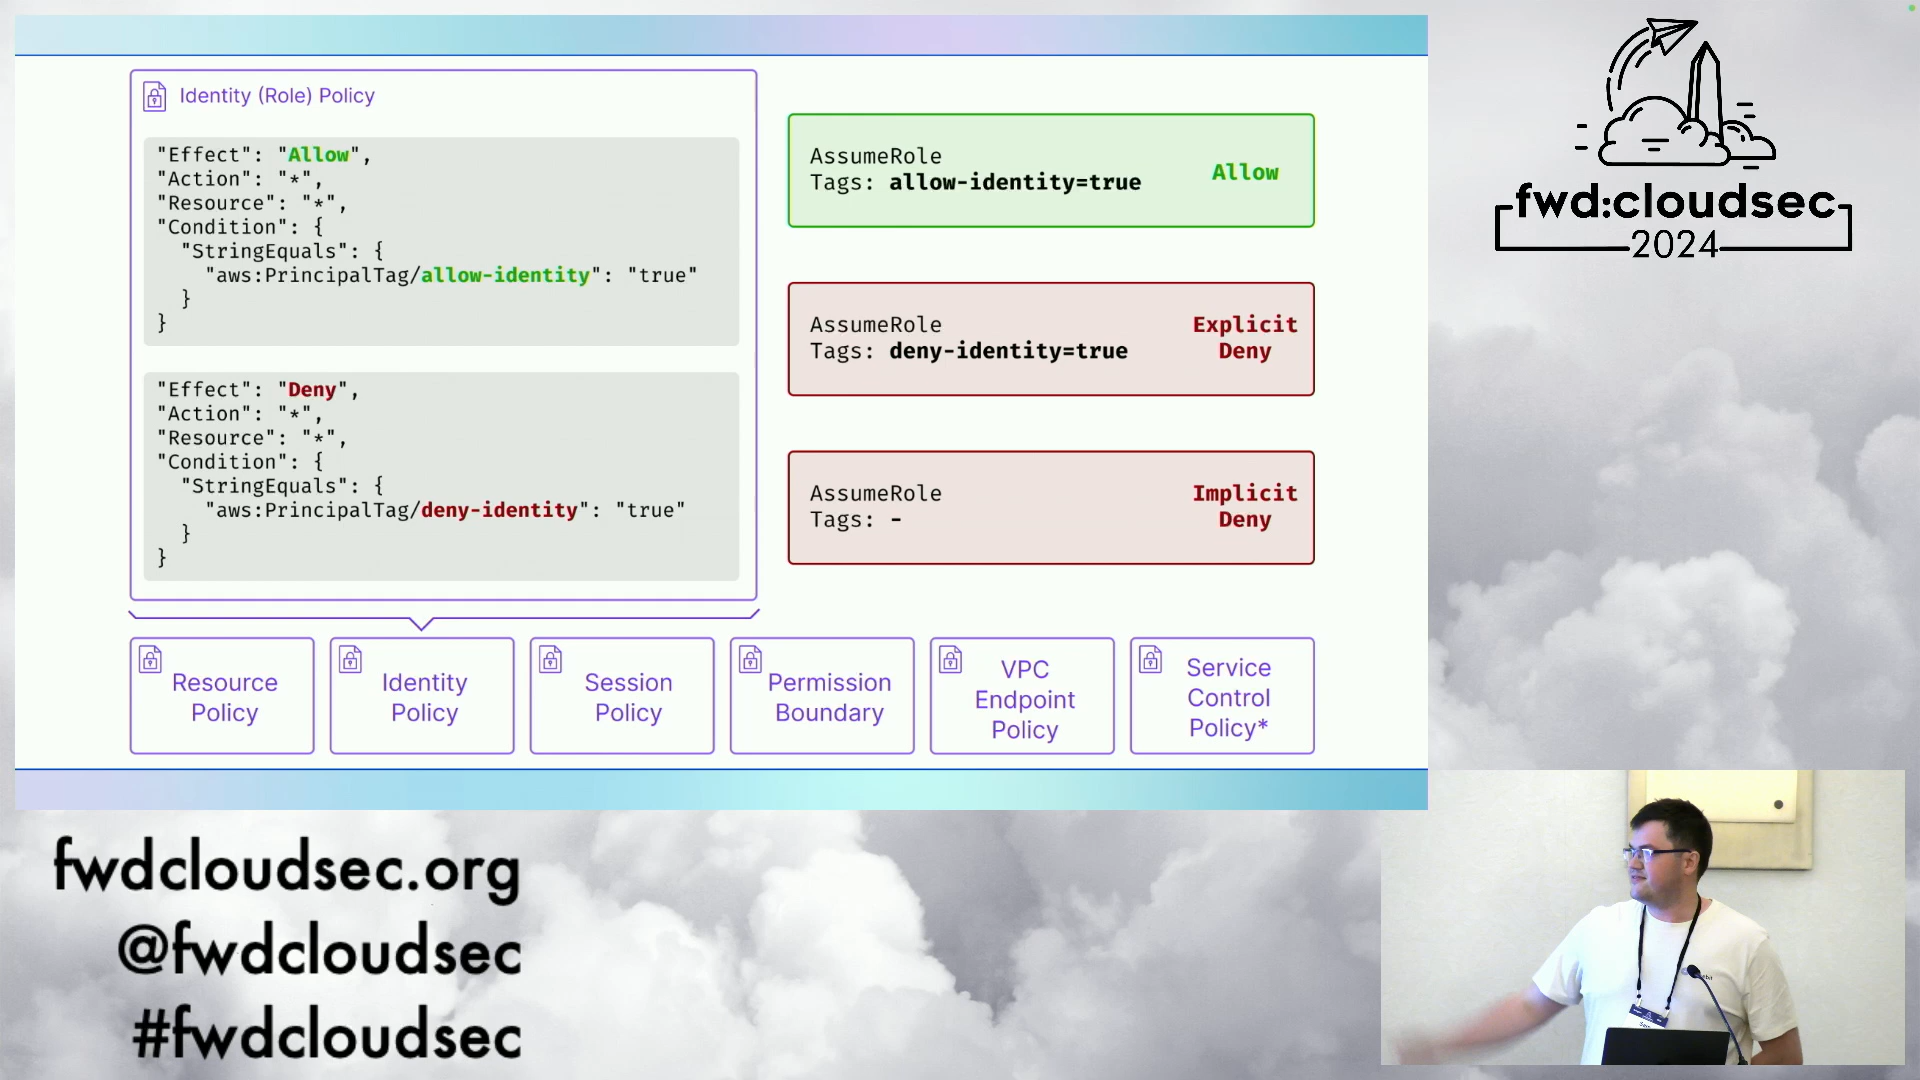 Identity (Role) Policy
"Effect": "Allow",
"Action": "*",
"Resource": "*",
"Condition": {
"StringEquals": {
"aws:PrincipalTag/allow-identity": "true"
}
}
"Effect": "Deny",
"Action": "*",
"Resource": "*",
"Condition": {
"StringEquals": {
"aws:PrincipalTag/deny-identity": "true"
}
}
AssumeRole
Tags: allow-identity=true
Allow
AssumeRole
Tags: deny-identity=true
Explicit
Deny
AssumeRole
Tags: -
Implicit
Deny
Resource
Policy
Identity
Policy
Session
Policy
Permission
Boundary
VPC
Endpoint
Policy
Service
Control
Policy*
fwd:cloudsec
2024
fwdcloudsec.org
@fwdcloudsec
#fwdcloudsec